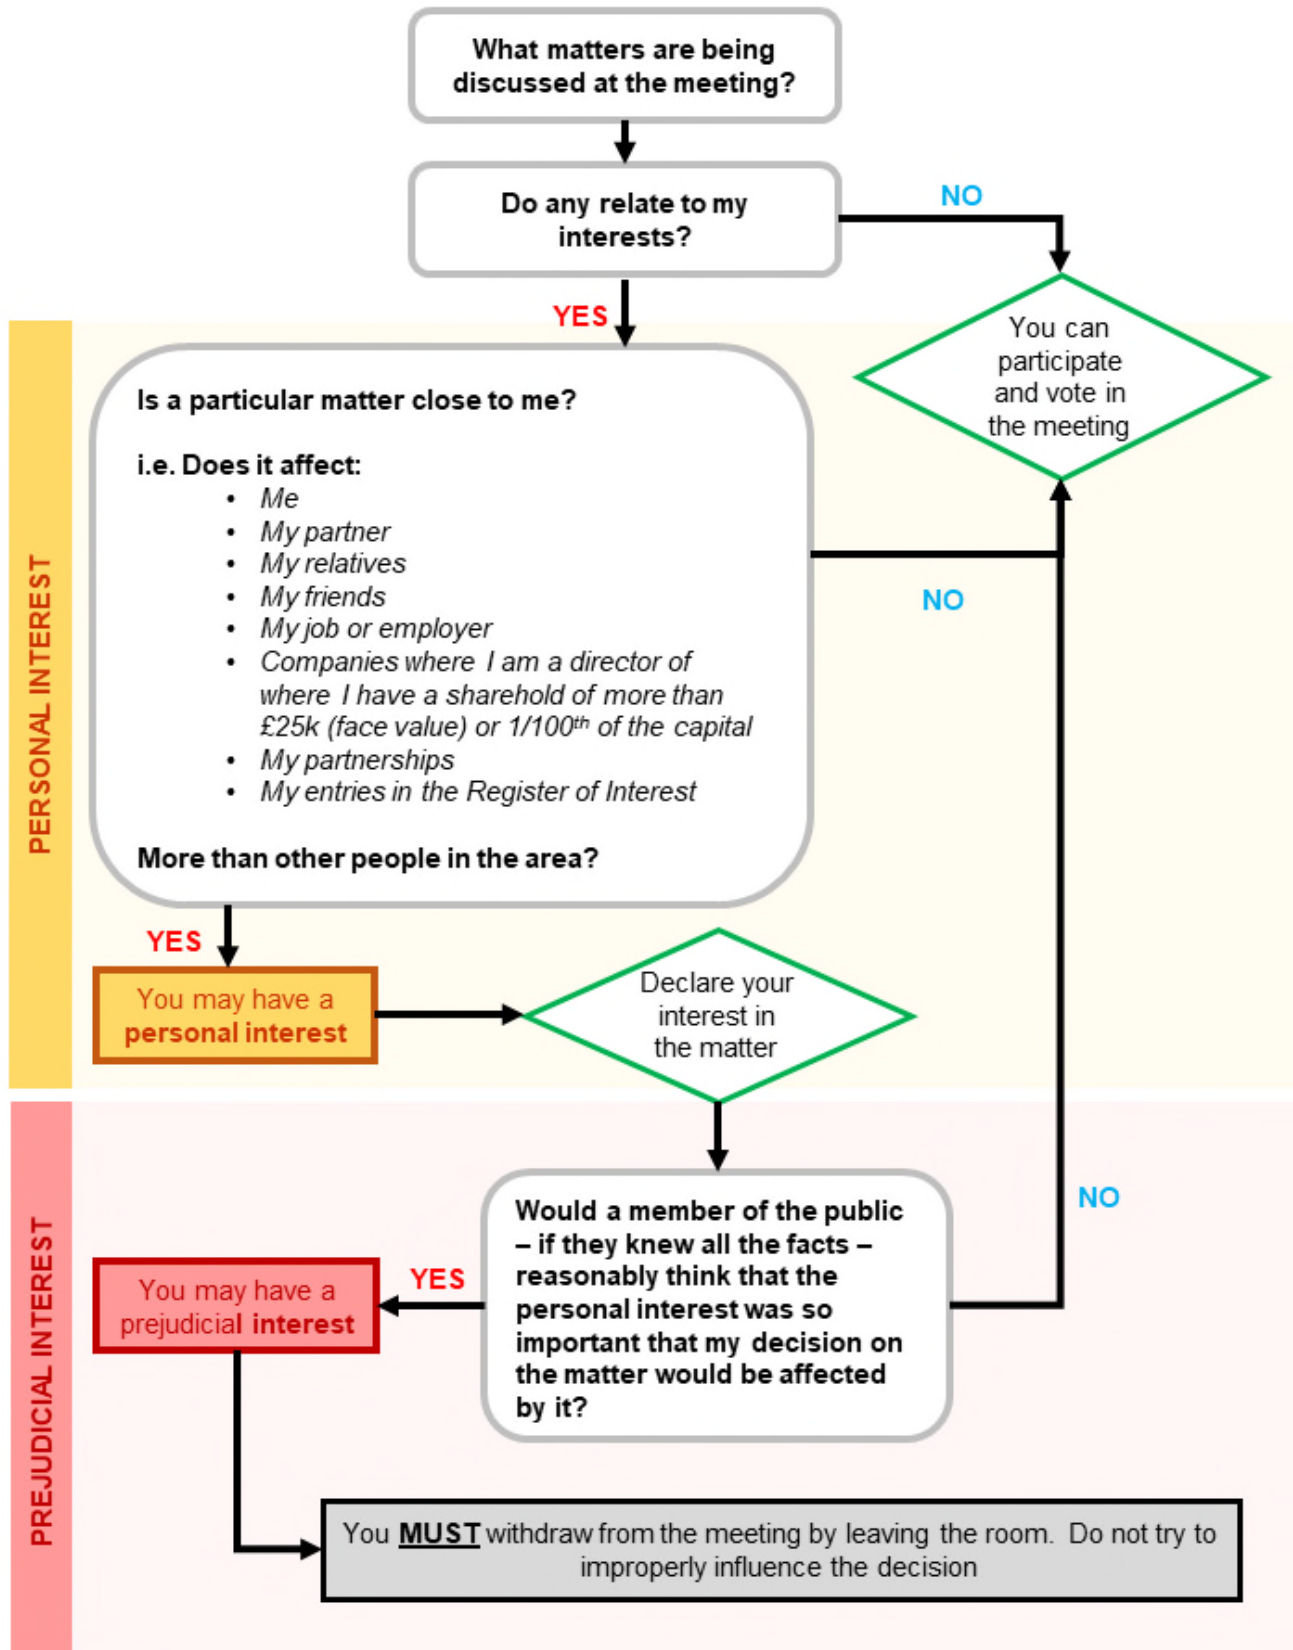 What matters are being
discussed at the meeting?
Do any relate to my
interests?
NO
YES
You can
participate
and vote in
the meeting
PERSONAL INTEREST
Is a particular matter close to me?
i.e. Does it affect:
• Me
• My partner
• My relatives
• My friends
• My job or employer
• Companies where I am a director of
where I have a sharehold of more than
£25k (face value) or 1/100th of the capital
• My partnerships
• My entries in the Register of Interest
More than other people in the area?
NO
YES
You may have a
personal interest
Declare your
interest in
the matter
PREJUDICIAL INTEREST
Would a member of the public
– if they knew all the facts –
reasonably think that the
personal interest was so
important that my decision on
the matter would be affected
by it?
NO
YES
You may have a
prejudicial interest
You MUST withdraw from the meeting by leaving the room. Do not try to
improperly influence the decision